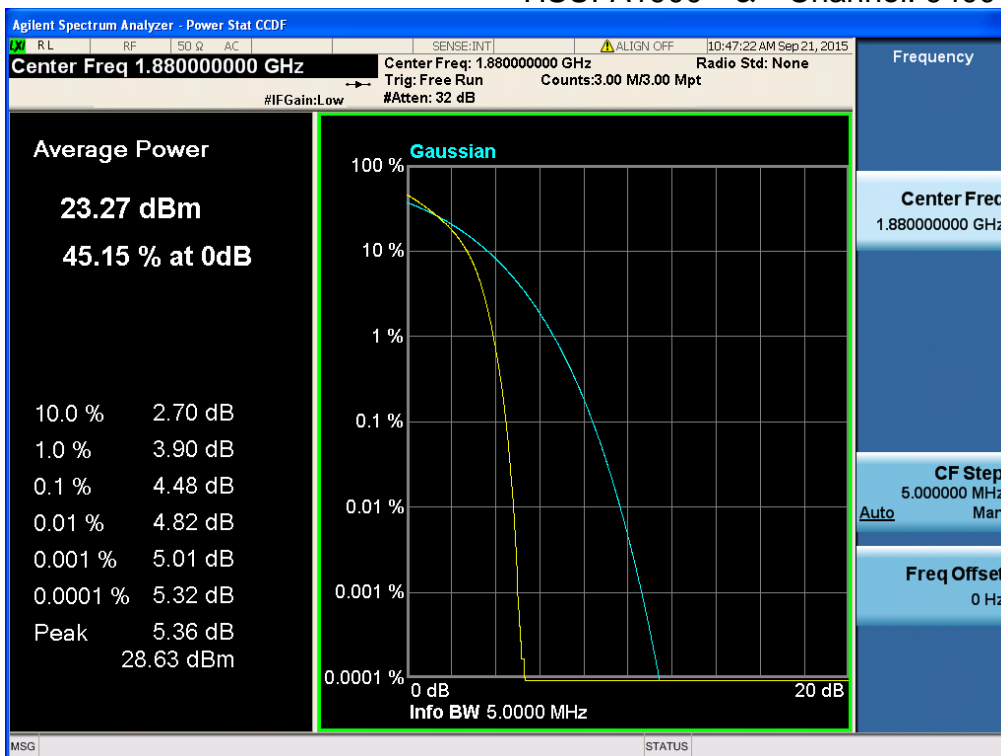 Agilent Spectrum Analyzer - Power Stat CCDF
LXI RL RF 50 Ω AC SENSE:INT ALIGN OFF 10:47:22 AM Sep 21, 2015
Center Freq 1.880000000 GHz
Center Freq: 1.880000000 GHz Radio Std: None
Trig: Free Run Counts:3.00 M/3.00 Mpt
#IFGain:Low #Atten: 32 dB
Average Power
23.27 dBm
45.15 % at 0dB
10.0 % 2.70 dB
1.0 % 3.90 dB
0.1 % 4.48 dB
0.01 % 4.82 dB
0.001 % 5.01 dB
0.0001 % 5.32 dB
Peak 5.36 dB
28.63 dBm
Gaussian
100 %
10 %
1 %
0.1 %
0.01 %
0.001 %
0.0001 %
0 dB 20 dB
Info BW 5.0000 MHz
Frequency
Center Freq
1.880000000 GHz
CF Step
5.000000 MHz
Auto Man
Freq Offset
0 Hz
MSG STATUS